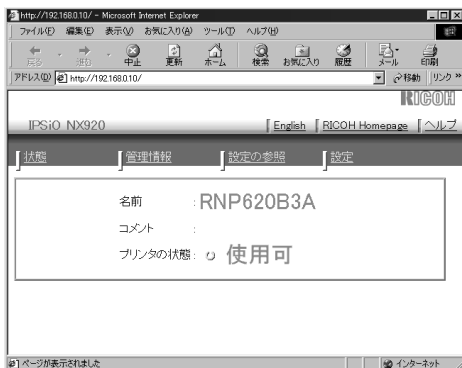 http://192.168.0.10/ - Microsoft Internet Explorer
ファイル(F) 編集(E) 表示(V) お気に入り(A) ツール(T) ヘルプ(H)
戻る 進む 中止 更新 ホーム 検索 お気に入り 履歴 メール 印刷
アドレス(D) http://192.168.0.10/ 移動 リンク »
RICOH
IPSiO NX920 English RICOH Homepage ヘルプ
状態 管理情報 設定の参照 設定
名前 : RNP620B3A
コメント :
プリンタの状態 : 使用可
ページが表示されました インターネット